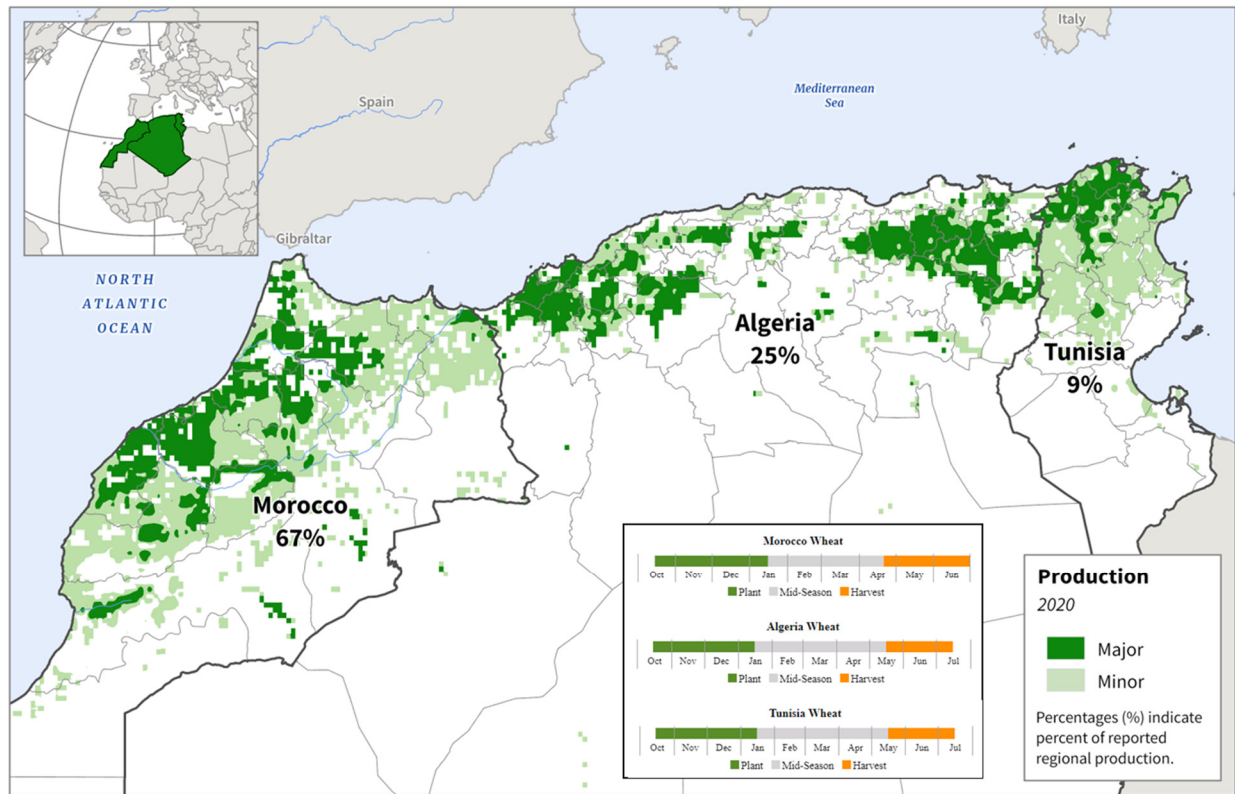 Italy
Spain
Mediterranean
Sea
Gibraltar
NORTH
ATLANTIC
OCEAN
Algeria
25%
Tunisia
9%
Morocco
67%
Morocco Wheat
Oct Nov Dec Jan Feb Mar Apr May Jun
Plant Mid-Season Harvest
Algeria Wheat
Oct Nov Dec Jan Feb Mar Apr May Jun Jul
Plant Mid-Season Harvest
Tunisia Wheat
Oct Nov Dec Jan Feb Mar Apr May Jun Jul
Plant Mid-Season Harvest
Production
2020
Major
Minor
Percentages (%) indicate
percent of reported
regional production.